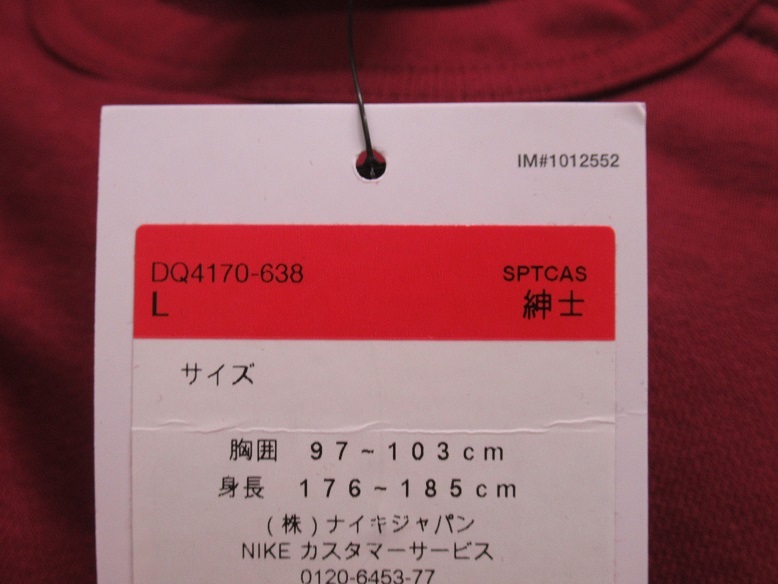 IM#1012552
DQ4170-638 SPTCAS
L 紳士
サイズ
胸囲 97~103cm
身長 176~185cm
(株)ナイキジャパン
NIKE カスタマーサービス
0120-6453-77